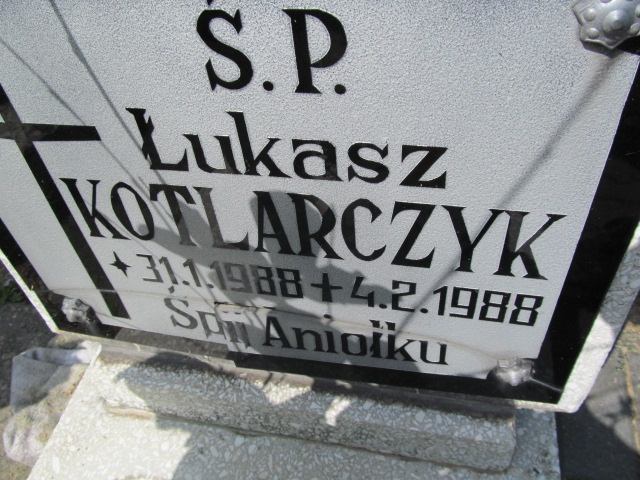 Ś.P.
Łukasz
KOTLARCZYK
31.1.1988 + 4.2.1988
Śpij Aniołku